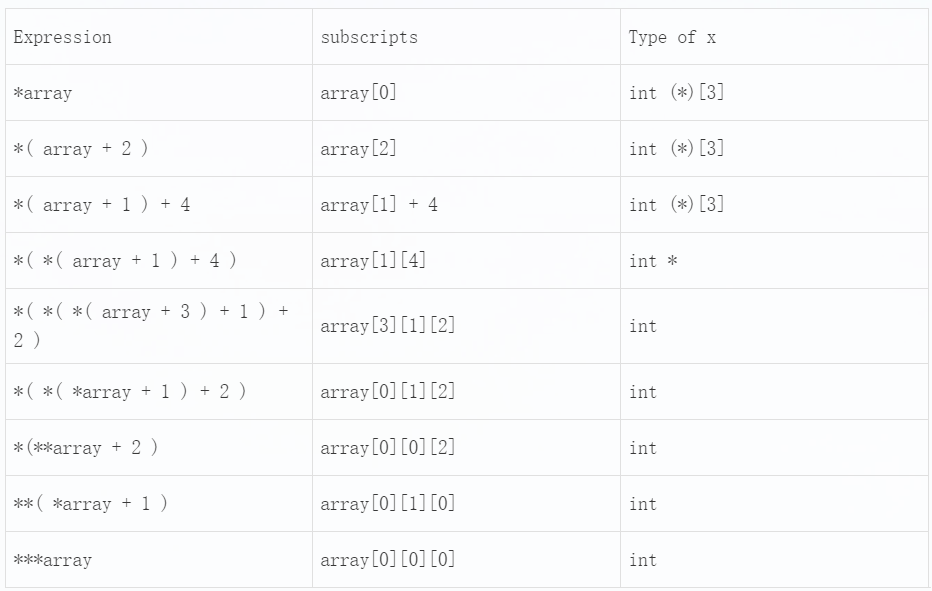 Expression subscripts Type of x
*array array[0] int (*)[3]
*( array + 2 ) array[2] int (*)[3]
*( array + 1 ) + 4 array[1] + 4 int (*)[3]
*( *( array + 1 ) + 4 ) array[1][4] int *
*( *( *( array + 3 ) + 1 ) +
2 ) array[3][1][2] int
*( *( *array + 1 ) + 2 ) array[0][1][2] int
*(**array + 2 ) array[0][0][2] int
**( *array + 1 ) array[0][1][0] int
***array array[0][0][0] int